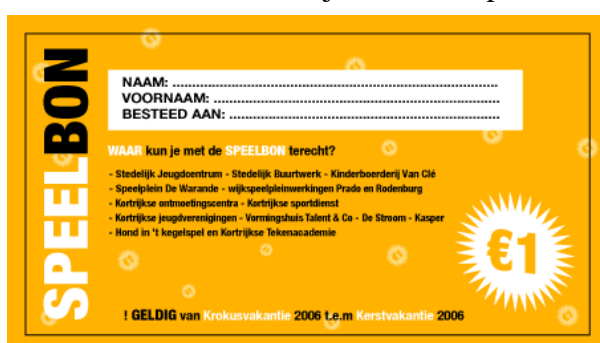 SPEELBON
NAAM: ................................................................................
VOORNAAM: ......................................................................
BESTEED AAN: ..................................................................
WAAR kun je met de SPEELBON terecht?
- Stedelijk Jeugdcentrum - Stedelijk Buurtwerk - Kinderboerderij Van Clé
- Speelplein De Warande - wijkspeelpleinwerkingen Prado en Rodenburg
- Kortrijkse ontmoetingscentra - Kortrijkse sportdienst
- Kortrijkse jeugdverenigingen - Vormingshuis Talent & Co - De Stroom - Kasper
- Hond in 't kegelspel en Kortrijkse Tekenacademie
€1
! GELDIG van Krokusvakantie 2006 t.e.m Kerstvakantie 2006